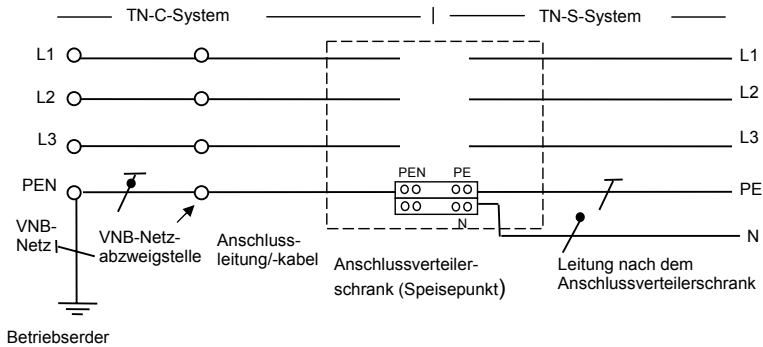 TN-C-System
TN-S-System
L1
L1
L2
L2
L3
L3
PEN
PEN PE
PE
N
N
VNB-
Netz
VNB-Netz-
abzweigstelle
Anschluss-
leitung/-kabel
Anschlussverteiler-
schrank (Speisepunkt)
Leitung nach dem
Anschlussverteilerschrank
Betriebserder